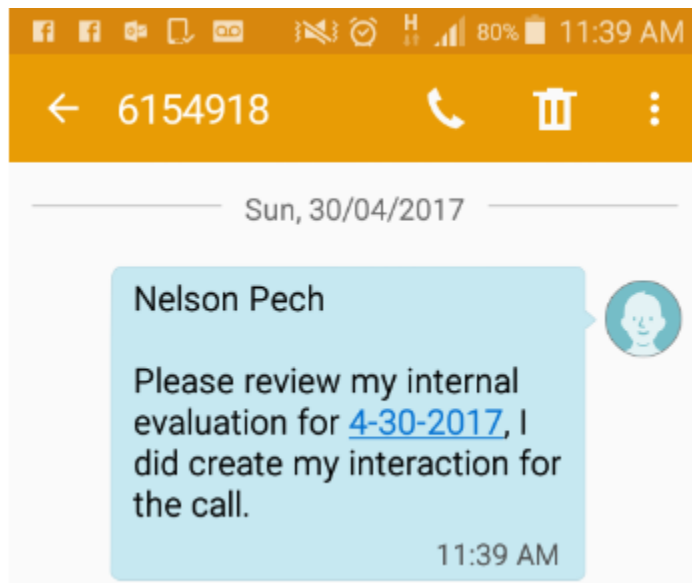 H 80% 11:39 AM
6154918
Sun, 30/04/2017
Nelson Pech
Please review my internal
evaluation for 4-30-2017, I
did create my interaction for
the call.
11:39 AM